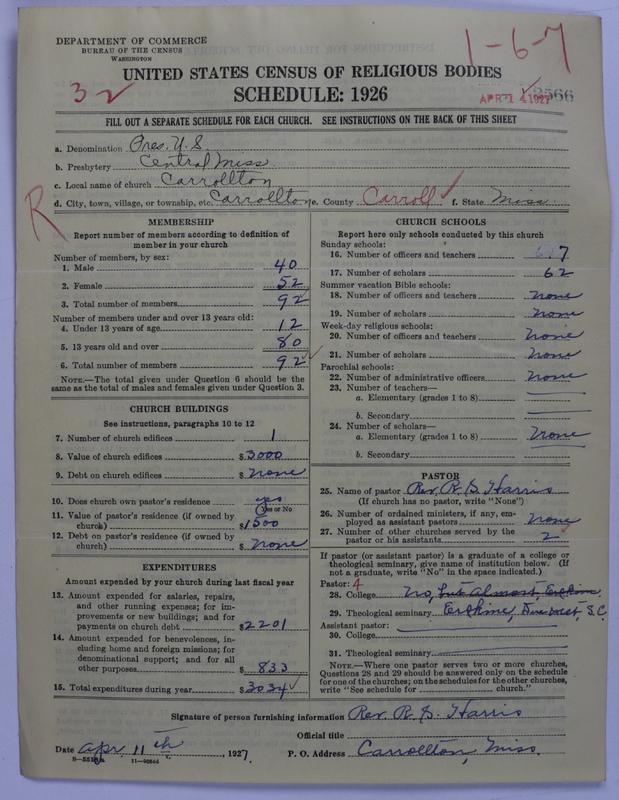 DEPARTMENT OF COMMERCE
BUREAU OF THE CENSUS
WASHINGTON
1-6-7
UNITED STATES CENSUS OF RELIGIOUS BODIES
32
SCHEDULE: 1926
APR 14 1927
FILL OUT A SEPARATE SCHEDULE FOR EACH CHURCH. SEE INSTRUCTIONS ON THE BACK OF THIS SHEET
a. Denomination Pres. U.S.
b. Presbytery Central Miss
c. Local name of church Carrollton
d. City, town, village, or township, etc. Carrollton e. County Carroll f. State Miss.
R
MEMBERSHIP
Report number of members according to definition of
member in your church
Number of members, by sex:
1. Male 40
2. Female 52
3. Total number of members 92
Number of members under and over 13 years old:
4. Under 13 years of age 12
5. 13 years old and over 80
6. Total number of members 92
NOTE.—The total given under Question 6 should be the
same as the total of males and females given under Question 3.
CHURCH BUILDINGS
See instructions, paragraphs 10 to 12
7. Number of church edifices 1
8. Value of church edifices $3000
9. Debt on church edifices $none
10. Does church own pastor's residence yes
Yes or No
11. Value of pastor's residence (if owned by
church) $1500
12. Debt on pastor's residence (if owned by
church) $none
EXPENDITURES
Amount expended by your church during last fiscal year
13. Amount expended for salaries, repairs,
and other running expenses; for im-
provements or new buildings; and for
payments on church debt $2201
14. Amount expended for benevolences, in-
cluding home and foreign missions; for
denominational support; and for all
other purposes $833
15. Total expenditures during year $3034
CHURCH SCHOOLS
Report here only schools conducted by this church
Sunday schools:
16. Number of officers and teachers 7
17. Number of scholars 62
Summer vacation Bible schools:
18. Number of officers and teachers none
19. Number of scholars none
Week-day religious schools:
20. Number of officers and teachers none
21. Number of scholars none
Parochial schools:
22. Number of administrative officers none
23. Number of teachers—
a. Elementary (grades 1 to 8)
b. Secondary
24. Number of scholars—
a. Elementary (grades 1 to 8) none
b. Secondary
PASTOR
25. Name of pastor Rev. R. S. Harris
(If church has no pastor, write "None")
26. Number of ordained ministers, if any, em-
ployed as assistant pastors none
27. Number of other churches served by the
pastor or his assistants 2
If pastor (or assistant pastor) is a graduate of a college or
theological seminary, give name of institution below. (If
not a graduate, write "No" in the space indicated.)
Pastor: 4
28. College no, but almost, Erskine
29. Theological seminary Erskine, Due West, S.C.
Assistant pastor:
30. College
31. Theological seminary
NOTE.—Where one pastor serves two or more churches,
Questions 28 and 29 should be answered only on the schedule
for one of the churches; on the schedules for the other churches,
write "See schedule for church."
Signature of person furnishing information Rev. R. S. Harris
Official title
Date Apr. 11th, 1927.
P. O. Address Carrollton, Miss.